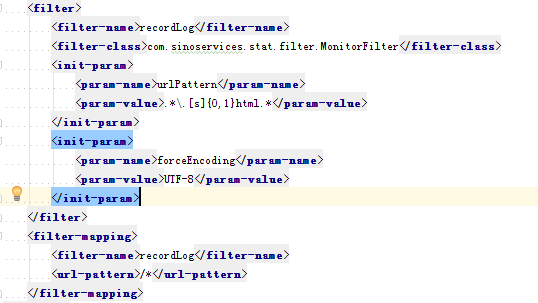 <filter>
<filter-name>recordLog</filter-name>
<filter-class>com.sinoservices.stat.filter.MonitorFilter</filter-class>
<init-param>
<param-name>urlPattern</param-name>
<param-value>.*\.[s]{0,1}html.*</param-value>
</init-param>
<init-param>
<param-name>forceEncoding</param-name>
<param-value>UTF-8</param-value>
</init-param>
</filter>
<filter-mapping>
<filter-name>recordLog</filter-name>
<url-pattern>/*</url-pattern>
</filter-mapping>